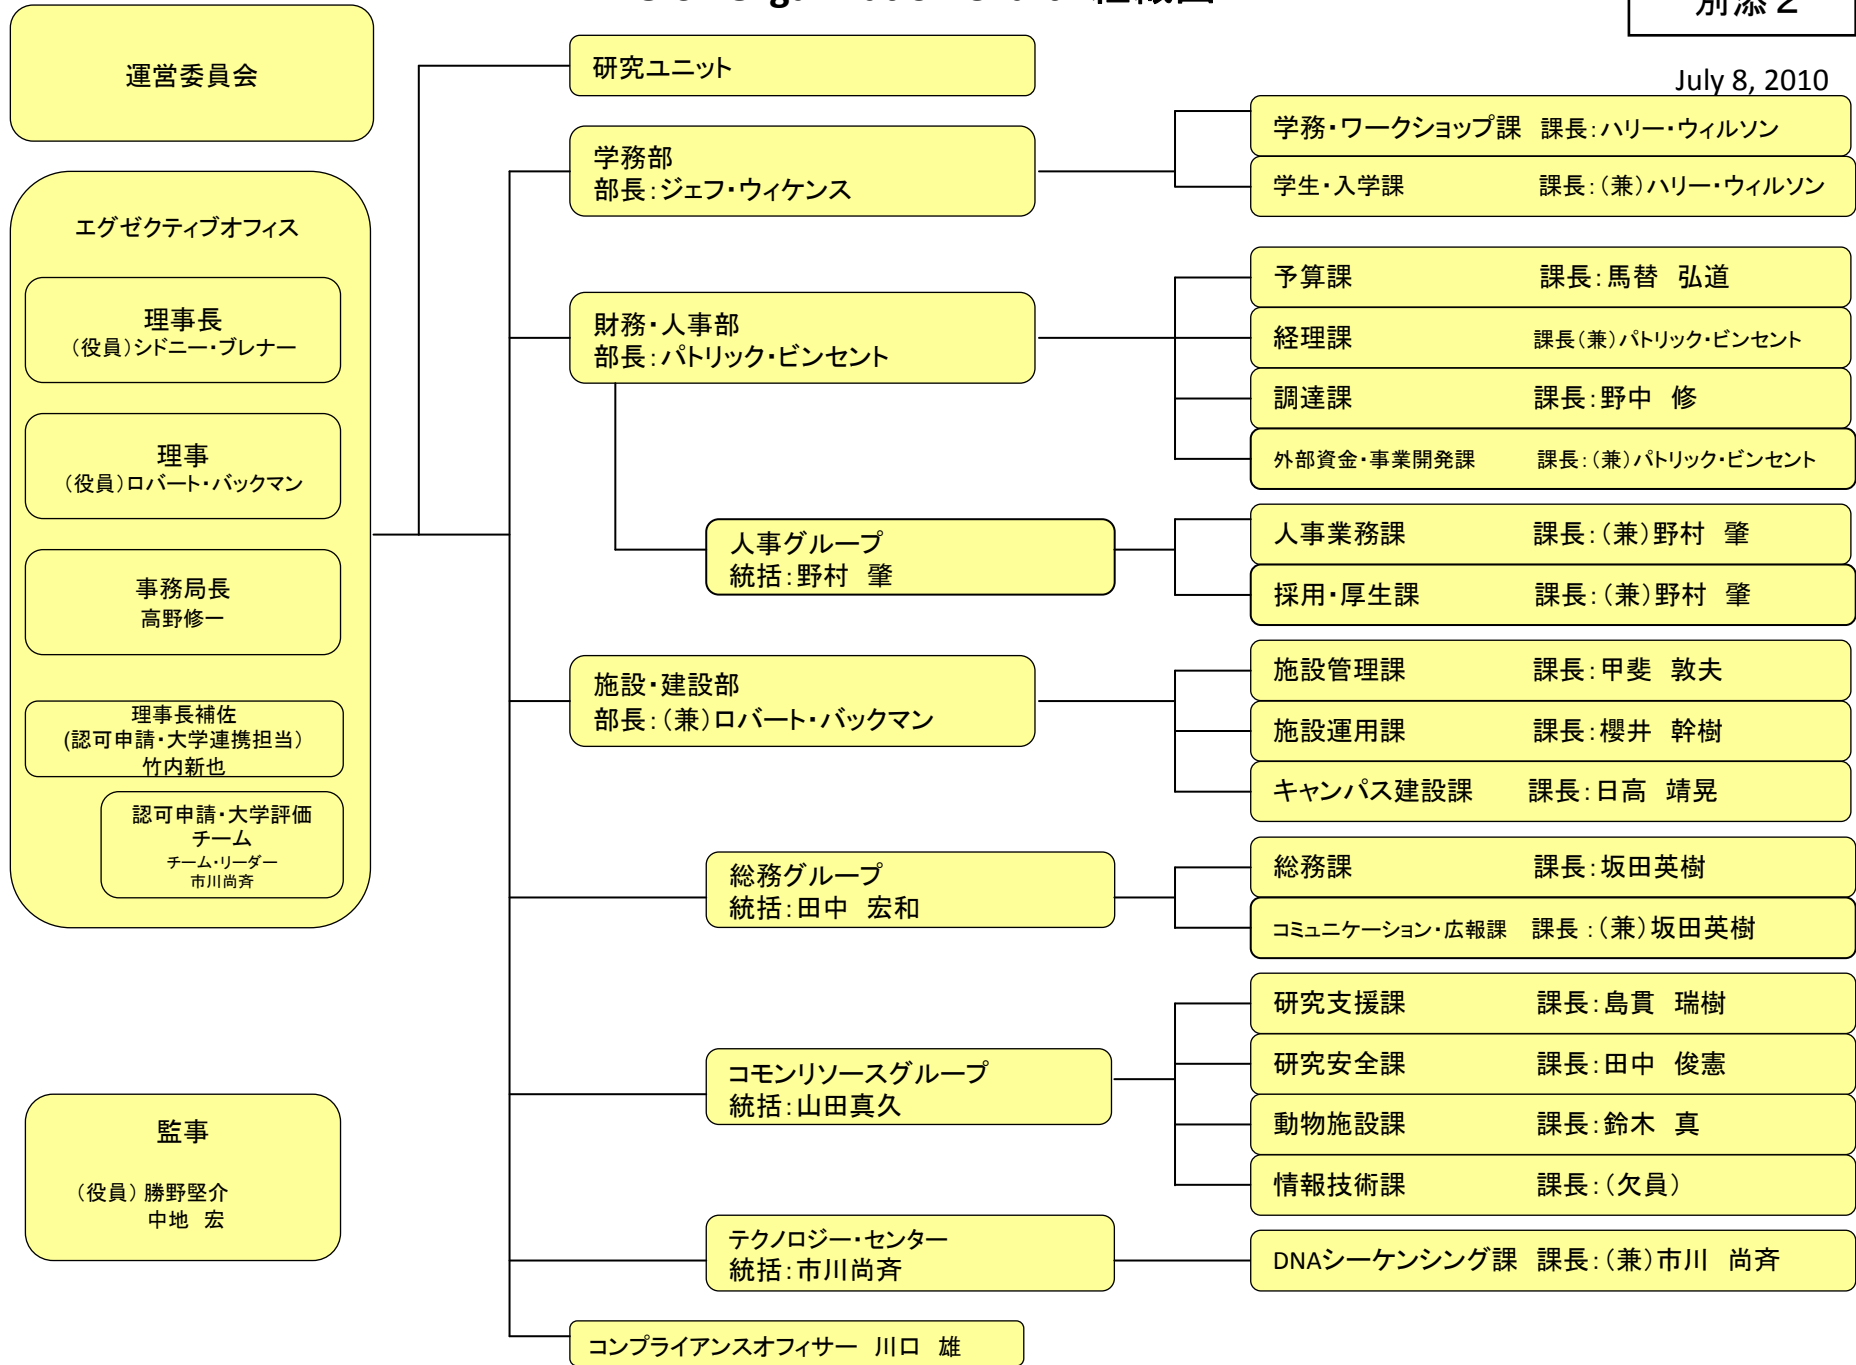 組織図
別添2
July 8, 2010
運営委員会
エグゼクティブオフィス
理事長
(役員)シドニー・ブレナー
理事
(役員)ロバート・バックマン
事務局長
高野修一
理事長補佐
(認可申請・大学連携担当)
竹内新也
認可申請・大学評価
チーム
チーム・リーダー
市川尚斉
監事
(役員) 勝野堅介
中地 宏
研究ユニット
学務部
部長:ジェフ・ウィケンス
財務・人事部
部長:パトリック・ビンセント
人事グループ
統括:野村 肇
施設・建設部
部長:(兼)ロバート・バックマン
総務グループ
統括:田中 宏和
コモンリソースグループ
統括:山田真久
テクノロジー・センター
統括:市川尚斉
コンプライアンスオフィサー 川口 雄
学務・ワークショップ課 課長:ハリー・ウィルソン
学生・入学課 課長:(兼)ハリー・ウィルソン
予算課 課長:馬替 弘道
経理課 課長(兼)パトリック・ビンセント
調達課 課長:野中 修
外部資金・事業開発課 課長:(兼)パトリック・ビンセント
人事業務課 課長:(兼)野村 肇
採用・厚生課 課長:(兼)野村 肇
施設管理課 課長:甲斐 敦夫
施設運用課 課長:櫻井 幹樹
キャンパス建設課 課長:日高 靖晃
総務課 課長:坂田英樹
コミュニケーション・広報課 課長:(兼)坂田英樹
研究支援課 課長:島貫 瑞樹
研究安全課 課長:田中 俊憲
動物施設課 課長:鈴木 真
情報技術課 課長:(欠員)
DNAシーケンシング課 課長:(兼)市川 尚斉